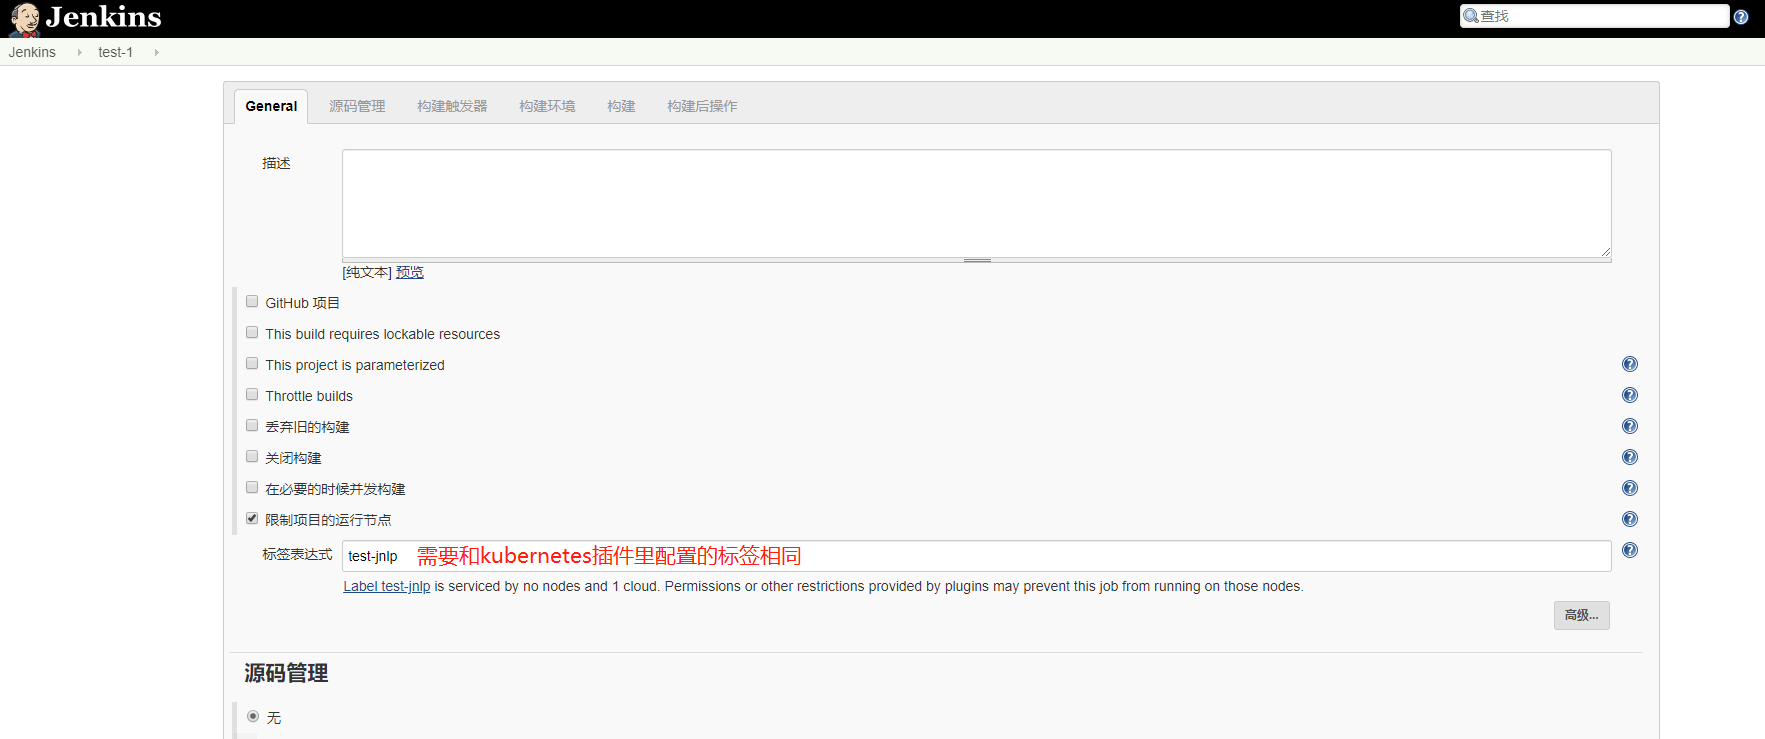 Jenkins
查找
Jenkins test-1
General 源码管理 构建触发器 构建环境 构建 构建后操作
描述
[纯文本] 预览
GitHub 项目
This build requires lockable resources
This project is parameterized
Throttle builds
丢弃旧的构建
关闭构建
在必要的时候并发构建
限制项目的运行节点
标签表达式 test-jnlp 需要和kubernetes插件里配置的标签相同
Label test-jnlp is serviced by no nodes and 1 cloud. Permissions or other restrictions provided by plugins may prevent this job from running on those nodes.
高级...
源码管理
无